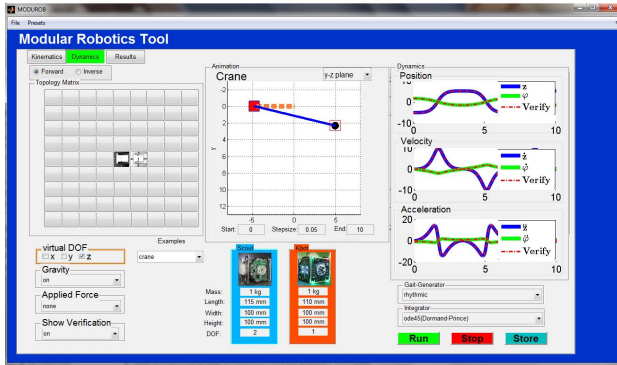 MODUROB
File Presets
Modular Robotics Tool
Kinematics Dynamics Results
Forward Inverse
Topology Matrix
Animation
Crane
y-z plane
-2
0
2
4
6
8
10
12
y
-5 0 5
Start: 0 Stepsize: 0.05 End: 10
Dynamics
Position
0
-10
0 5 10
z
φ
Verify
Velocity
10
0
-10
0 5 10
ż
φ̇
Verify
Acceleration
20
0
-20
0 5 10
z̈
φ̈
Verify
virtual DOF
x y z
Gravity
on
Applied Force
none
Show Verification
on
Examples
crane
Scout Kbot
Mass: 1 kg 1 kg
Length: 115 mm 110 mm
Width: 100 mm 100 mm
Height: 100 mm 100 mm
DOF: 2 1
Gait-Generator
rhythmic
Integrator
ode45(Dormand-Prince)
Run Stop Store